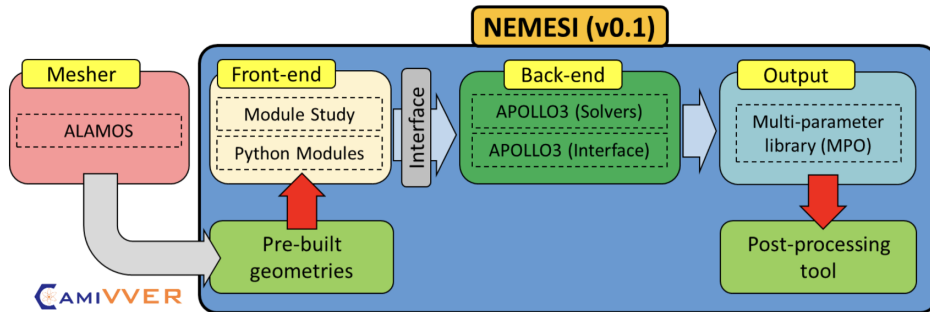 NEMESI (v0.1)
Mesher
ALAMOS
Front-end
Module Study
Python Modules
Interface
Back-end
APOLLO3 (Solvers)
APOLLO3 (Interface)
Output
Multi-parameter
library (MPO)
Pre-built
geometries
Post-processing
tool
CAMIVVER